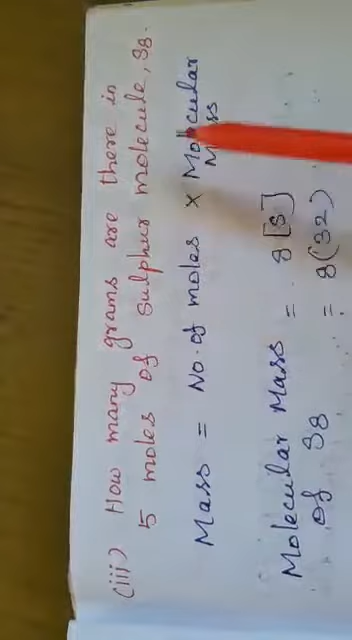 (iii) How many grams are there in
5 moles of Sulphur molecule, S8.
Mass = No. of moles × Molecular
Mass
Molecular Mass = 8[S]
of S8
= 8(32)